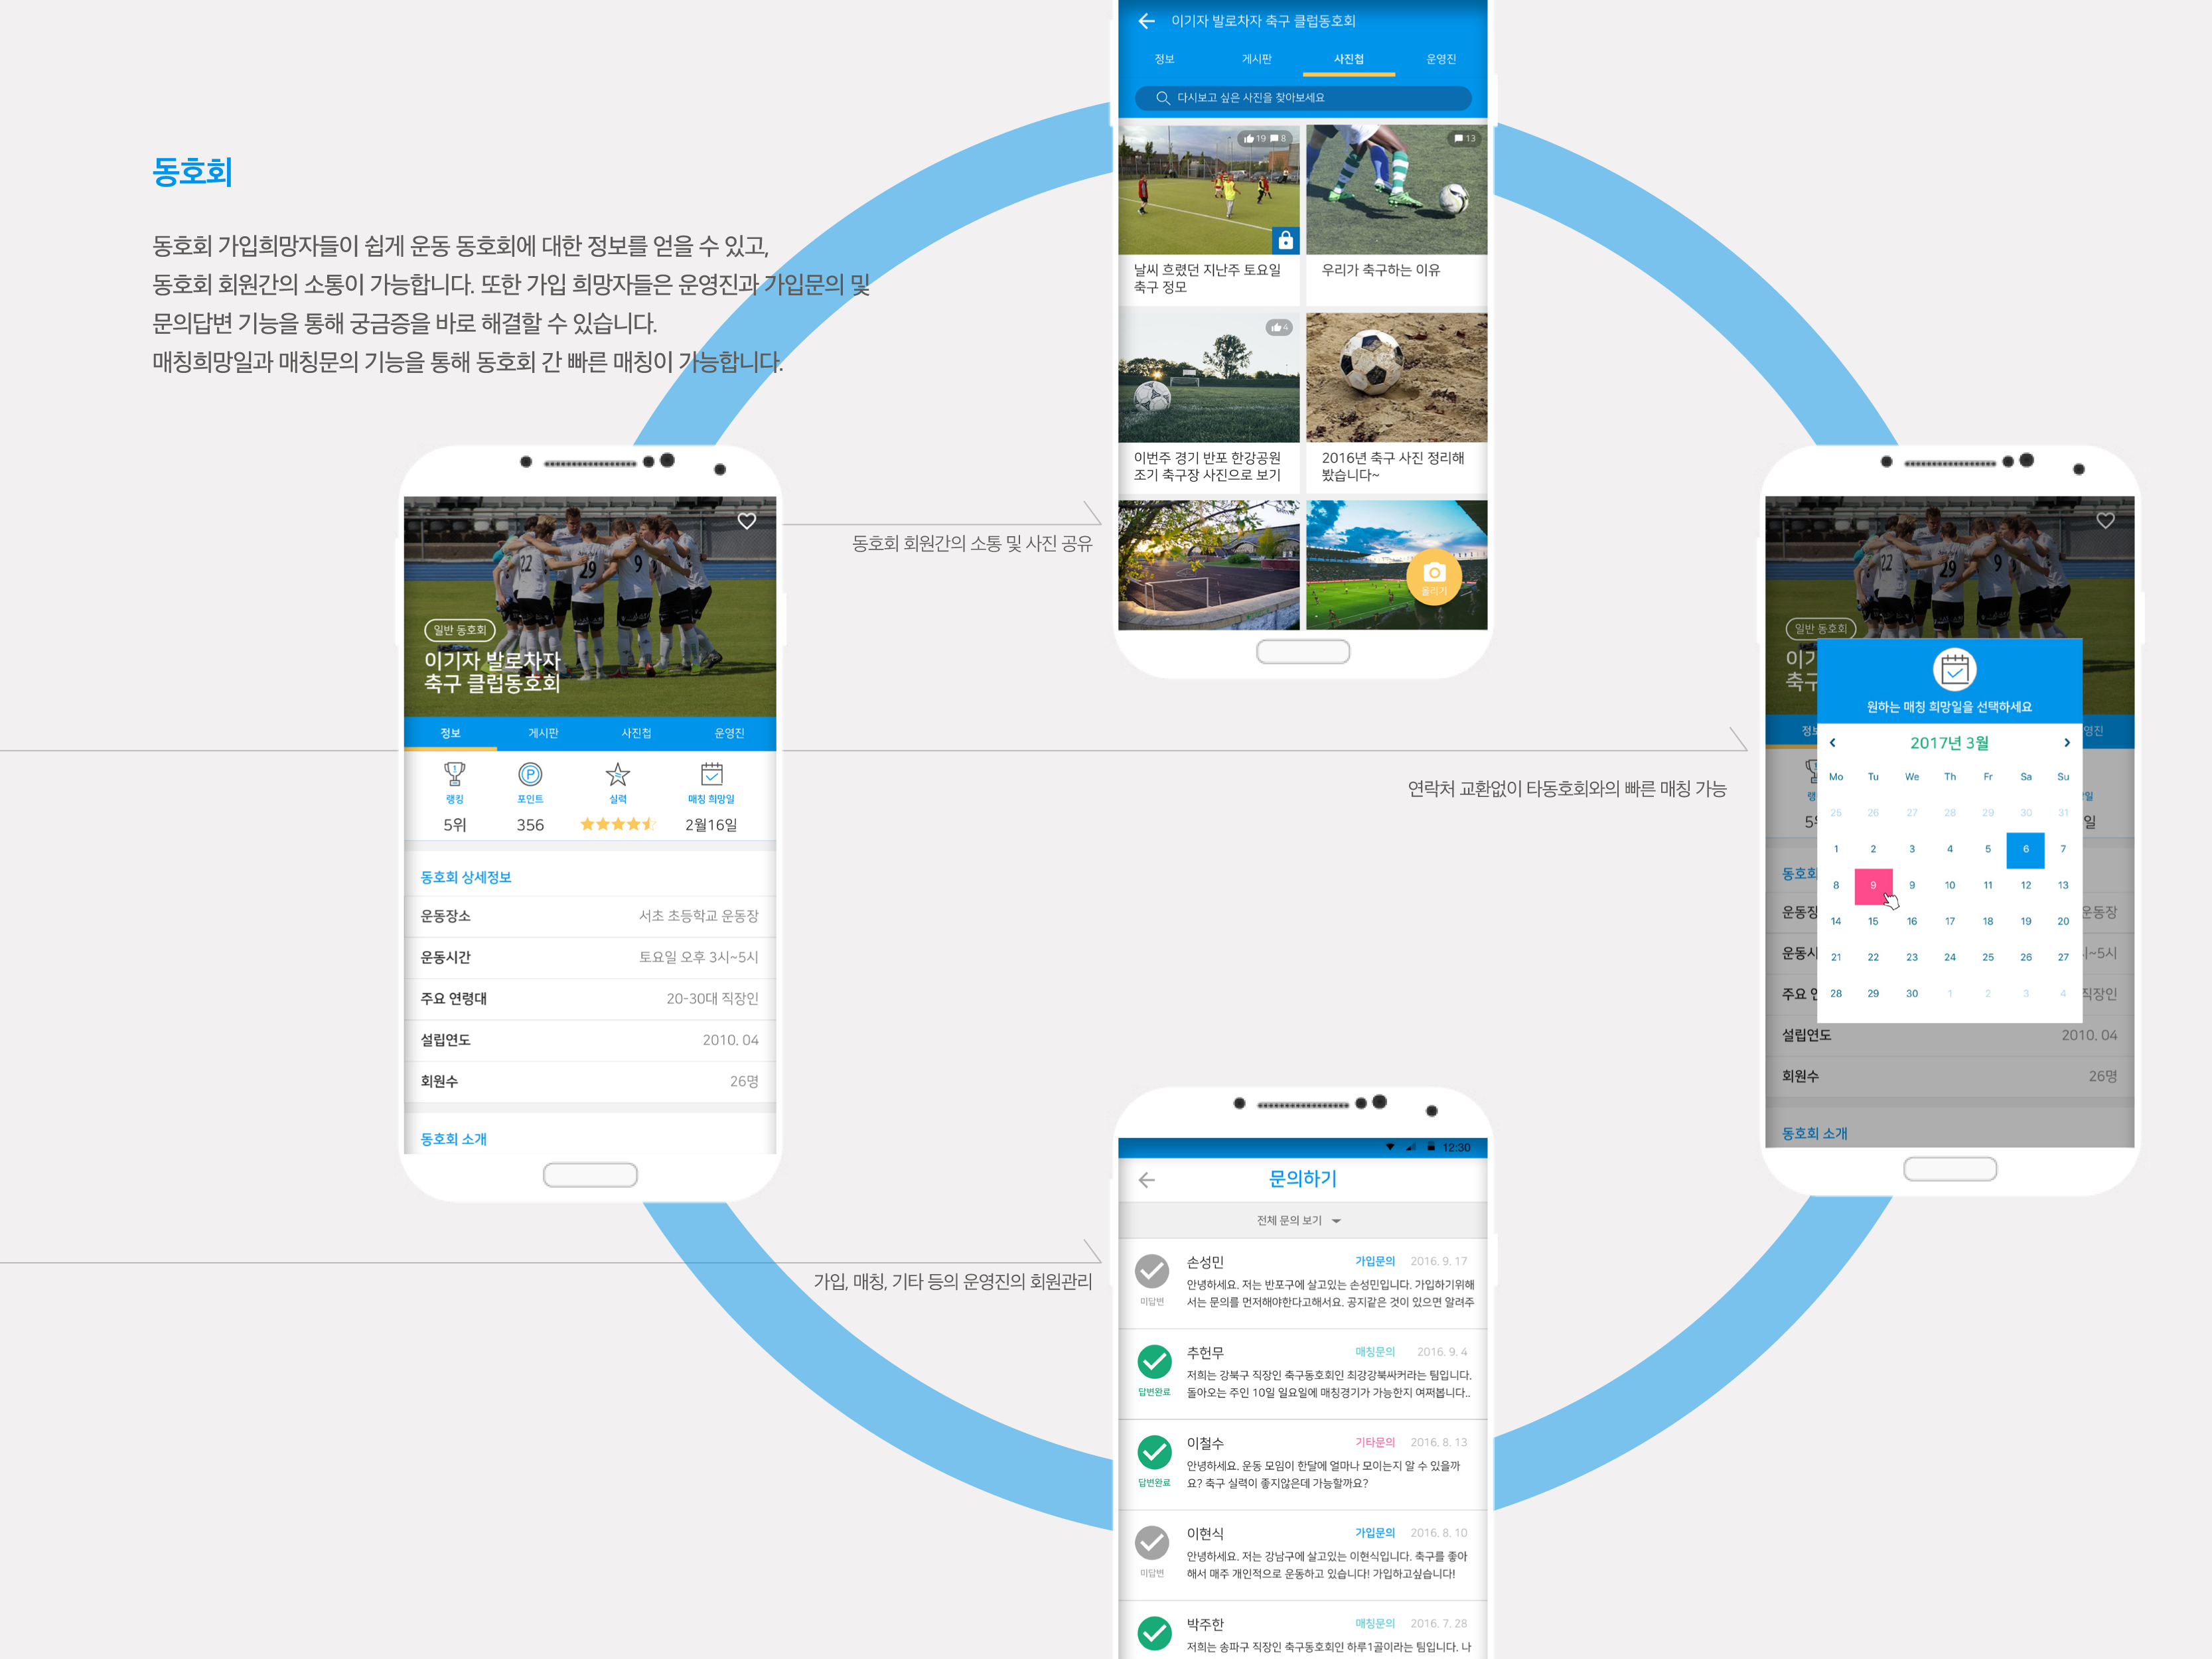 동호회
동호회 가입희망자들이 쉽게 운동 동호회에 대한 정보를 얻을 수 있고,
동호회 회원간의 소통이 가능합니다. 또한 가입 희망자들은 운영진과 가입문의 및
문의답변 기능을 통해 궁금증을 바로 해결할 수 있습니다.
매칭희망일과 매칭문의 기능을 통해 동호회 간 빠른 매칭이 가능합니다.
이기자 발로차자 축구 클럽동호회
정보 게시판 사진첩 운영진
다시보고 싶은 사진을 찾아보세요
19 8
13
날씨 흐렸던 지난주 토요일
축구 정모
우리가 축구하는 이유
4
이번주 경기 반포 한강공원
조기 축구장 사진으로 보기
2016년 축구 사진 정리해
봤습니다~
올리기
동호회 회원간의 소통 및 사진 공유
22 29 9
일반 동호회
이기자 발로차자
축구 클럽동호회
정보 게시판 사진첩 운영진
랭킹 포인트 실력 매칭 희망일
5위 356 2월16일
동호회 상세정보
운동장소 서초 초등학교 운동장
운동시간 토요일 오후 3시~5시
주요 연령대 20-30대 직장인
설립연도 2010. 04
회원수 26명
동호회 소개
연락처 교환없이 타동호회와의 빠른 매칭 가능
22 29 9
일반 동호회
이기
축구
원하는 매칭 희망일을 선택하세요
정보 영진
2017년 3월
Mo Tu We Th Fr Sa Su
25 26 27 28 29 30 31
1 2 3 4 5 6 7
8 9 9 10 11 12 13
14 15 16 17 18 19 20
21 22 23 24 25 26 27
28 29 30 1 2 3 4
랭 일
5위 일
동호회
운동장 운동장
운동시 시~5시
주요 연 직장인
설립연도 2010. 04
회원수 26명
동호회 소개
가입, 매칭, 기타 등의 운영진의 회원관리
12:30
문의하기
전체 문의 보기
손성민 가입문의 2016. 9. 17
안녕하세요. 저는 반포구에 살고있는 손성민입니다. 가입하기위해
서는 문의를 먼저해야한다고해서요. 공지같은 것이 있으면 알려주
미답변
추헌무 매칭문의 2016. 9. 4
저희는 강북구 직장인 축구동호회인 최강강북싸커라는 팀입니다.
돌아오는 주인 10일 일요일에 매칭경기가 가능한지 여쩌봅니다..
답변완료
이철수 기타문의 2016. 8. 13
안녕하세요. 운동 모임이 한달에 얼마나 모이는지 알 수 있을까
요? 축구 실력이 좋지않은데 가능할까요?
답변완료
이현식 가입문의 2016. 8. 10
안녕하세요. 저는 강남구에 살고있는 이현식입니다. 축구를 좋아
해서 매주 개인적으로 운동하고 있습니다! 가입하고싶습니다!
미답변
박주한 매칭문의 2016. 7. 28
저희는 송파구 직장인 축구동호회인 하루1골이라는 팀입니다. 나